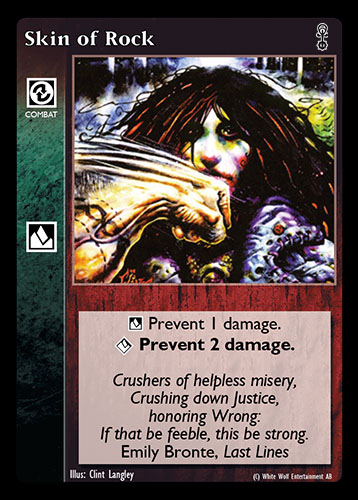 Skin of Rock
COMBAT
Prevent 1 damage.
Prevent 2 damage.
Crushers of helpless misery,
Crushing down Justice,
honoring Wrong:
If that be feeble, this be strong.
Emily Bronte, Last Lines
Illus: Clint Langley
(C) White Wolf Entertainment AB